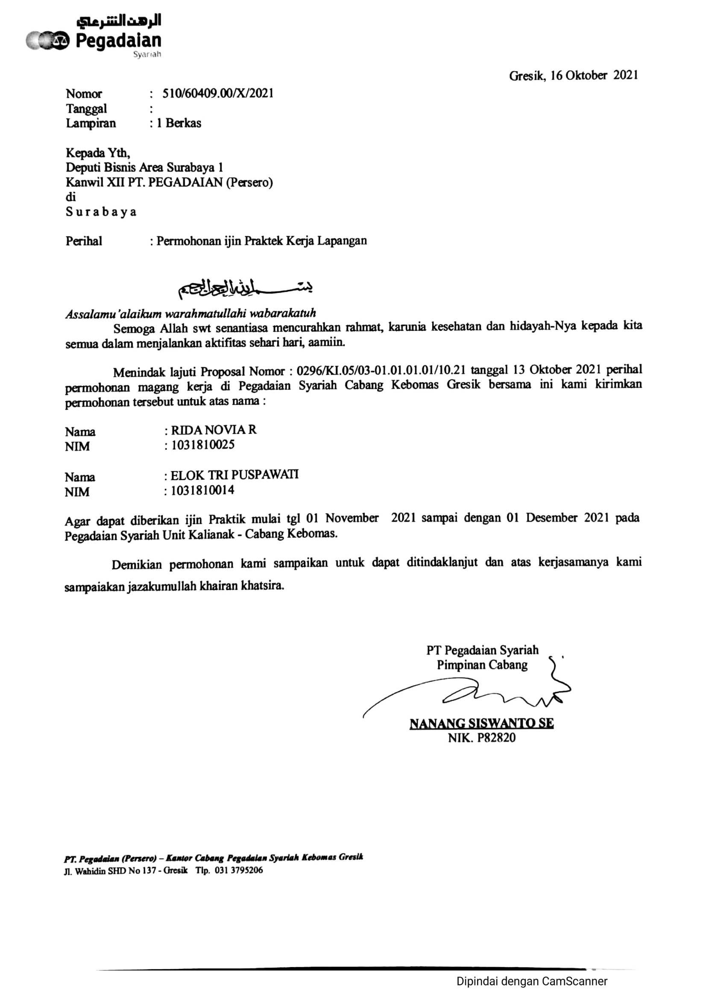 الرهن الشرعي
Pegadaian
Syariah
Gresik, 16 Oktober 2021
Nomor : 510/60409.00/X/2021
Tanggal :
Lampiran : 1 Berkas
Kepada Yth,
Deputi Bisnis Area Surabaya 1
Kanwil XII PT. PEGADAIAN (Persero)
di
S u r a b a y a
Perihal : Permohonan ijin Praktek Kerja Lapangan
بسم الله الرحمن الرحيم
Assalamu'alaikum warahmatullahi wabarakatuh
Semoga Allah swt senantiasa mencurahkan rahmat, karunia kesehatan dan hidayah-Nya kepada kita
semua dalam menjalankan aktifitas sehari hari, aamiin.
Menindak lajuti Proposal Nomor : 0296/KI.05/03-01.01.01.01/10.21 tanggal 13 Oktober 2021 perihal
permohonan magang kerja di Pegadaian Syariah Cabang Kebomas Gresik bersama ini kami kirimkan
permohonan tersebut untuk atas nama :
Nama : RIDA NOVIA R
NIM : 1031810025
Nama : ELOK TRI PUSPAWATI
NIM : 1031810014
Agar dapat diberikan ijin Praktik mulai tgl 01 November 2021 sampai dengan 01 Desember 2021 pada
Pegadaian Syariah Unit Kalianak - Cabang Kebomas.
Demikian permohonan kami sampaikan untuk dapat ditindaklanjut dan atas kerjasamanya kami
sampaiakan jazakumullah khairan khatsira.
PT Pegadaian Syariah
Pimpinan Cabang
NANANG SISWANTO SE
NIK. P82820
PT. Pegadaian (Persero) – Kantor Cabang Pegadaian Syariah Kebomas Gresik
Jl. Wahidin SHD No 137 - Gresik Tlp. 031 3795206
Dipindai dengan CamScanner